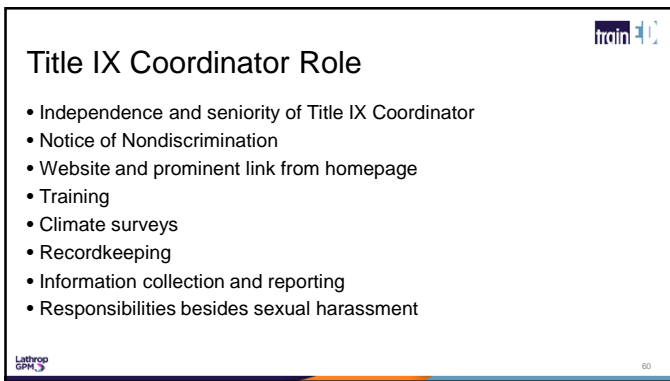 trainED
Title IX Coordinator Role
• Independence and seniority of Title IX Coordinator
• Notice of Nondiscrimination
• Website and prominent link from homepage
• Training
• Climate surveys
• Recordkeeping
• Information collection and reporting
• Responsibilities besides sexual harassment
Lathrop
GPM
60